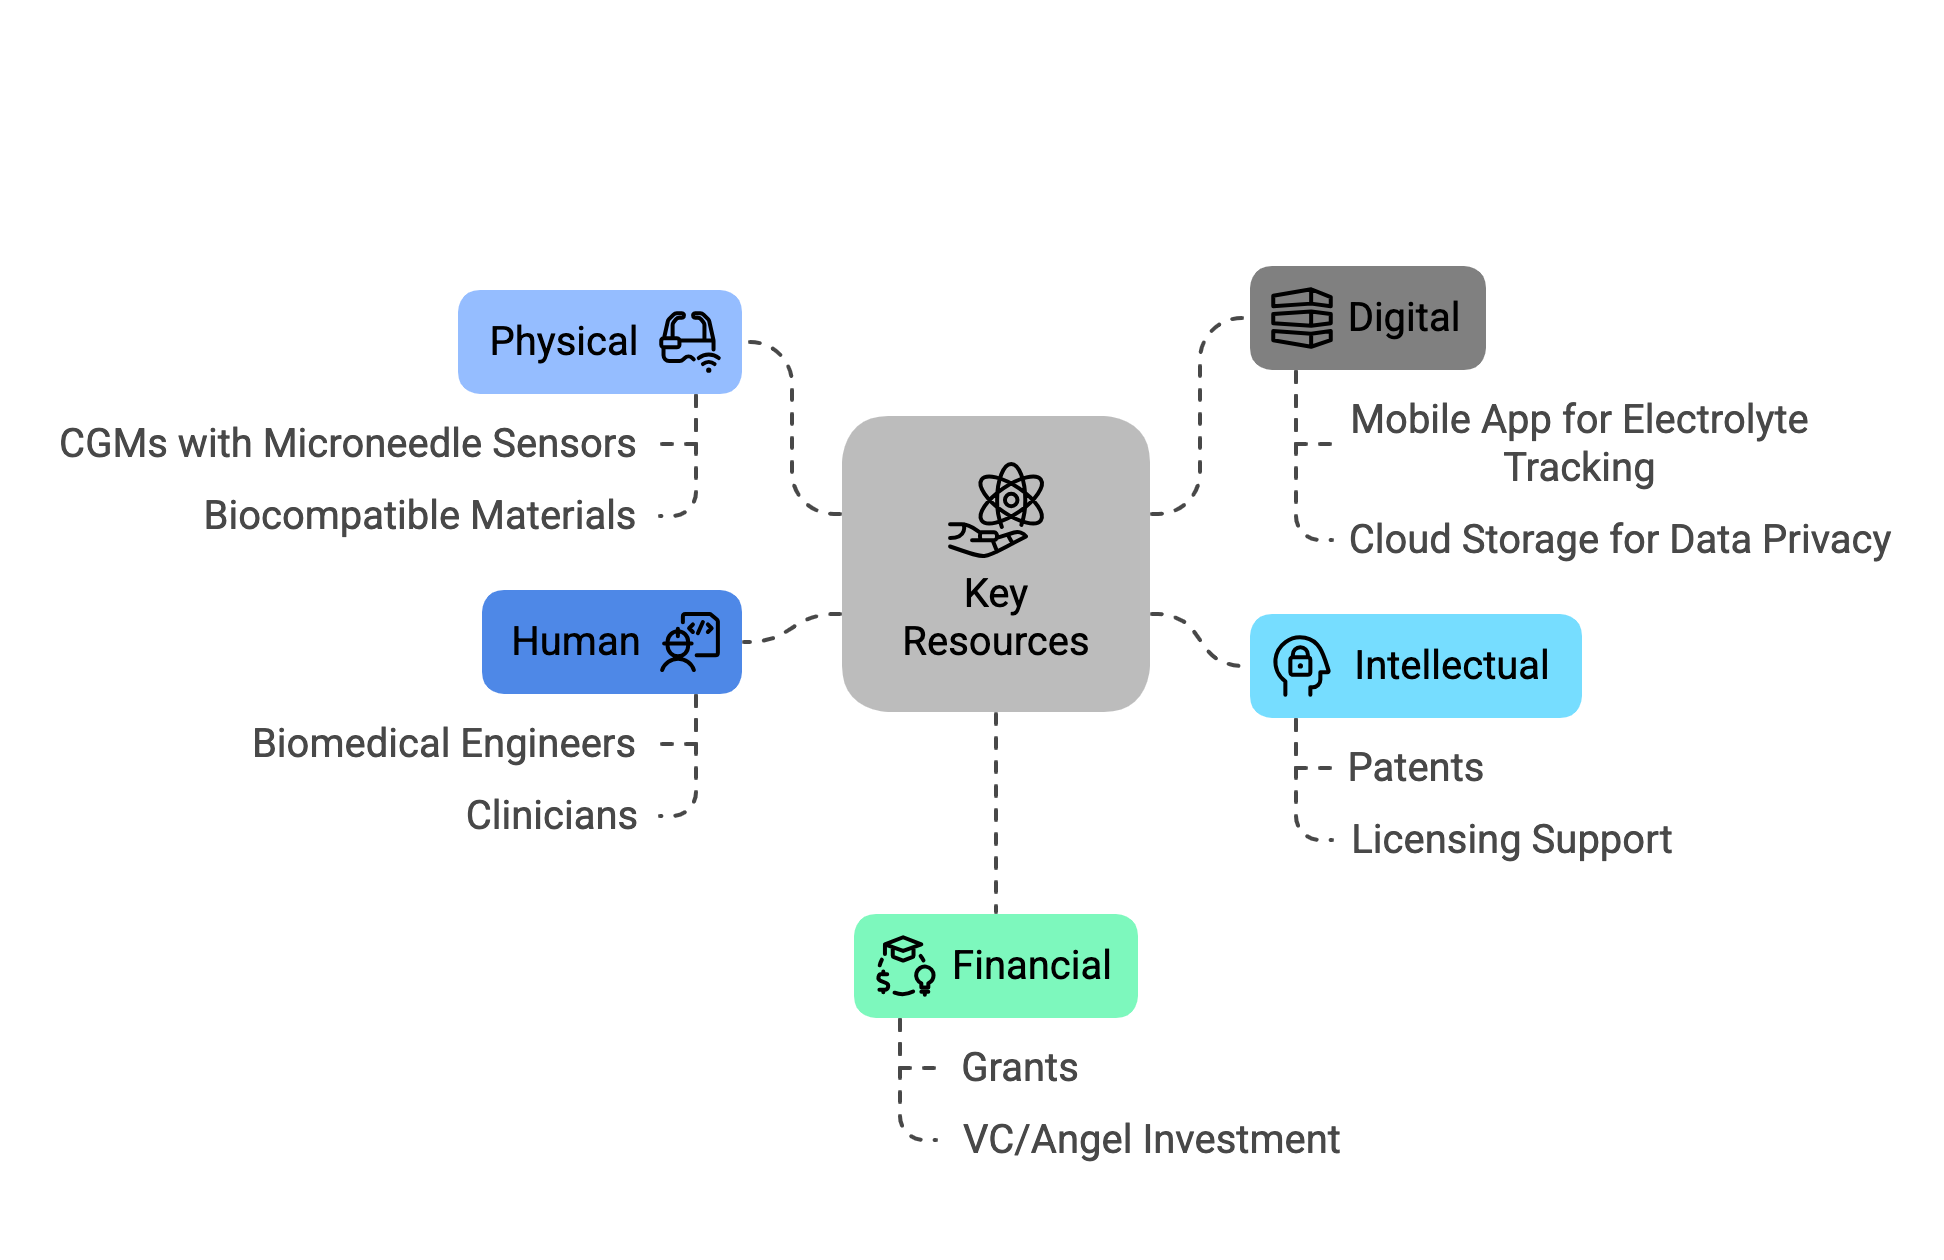 Key
Resources
Physical
CGMs with Microneedle Sensors
Biocompatible Materials
Human
Biomedical Engineers
Clinicians
Digital
Mobile App for Electrolyte
Tracking
Cloud Storage for Data Privacy
Intellectual
Patents
Licensing Support
Financial
Grants
VC/Angel Investment